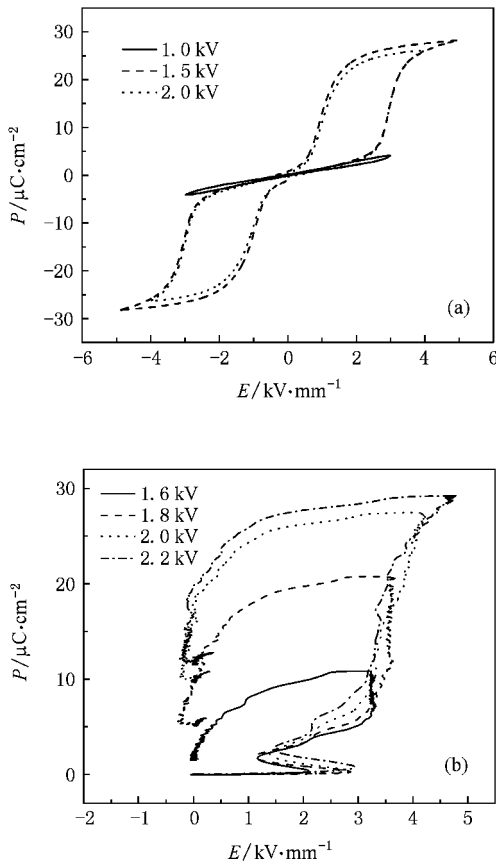 30
20
10
0
−10
−20
−30
P/μC·cm⁻²
1.0 kV
1.5 kV
2.0 kV
(a)
−6 −4 −2 0 2 4 6
E/kV·mm⁻¹
30
20
10
0
P/μC·cm⁻²
1.6 kV
1.8 kV
2.0 kV
2.2 kV
(b)
−2 −1 0 1 2 3 4 5
E/kV·mm⁻¹